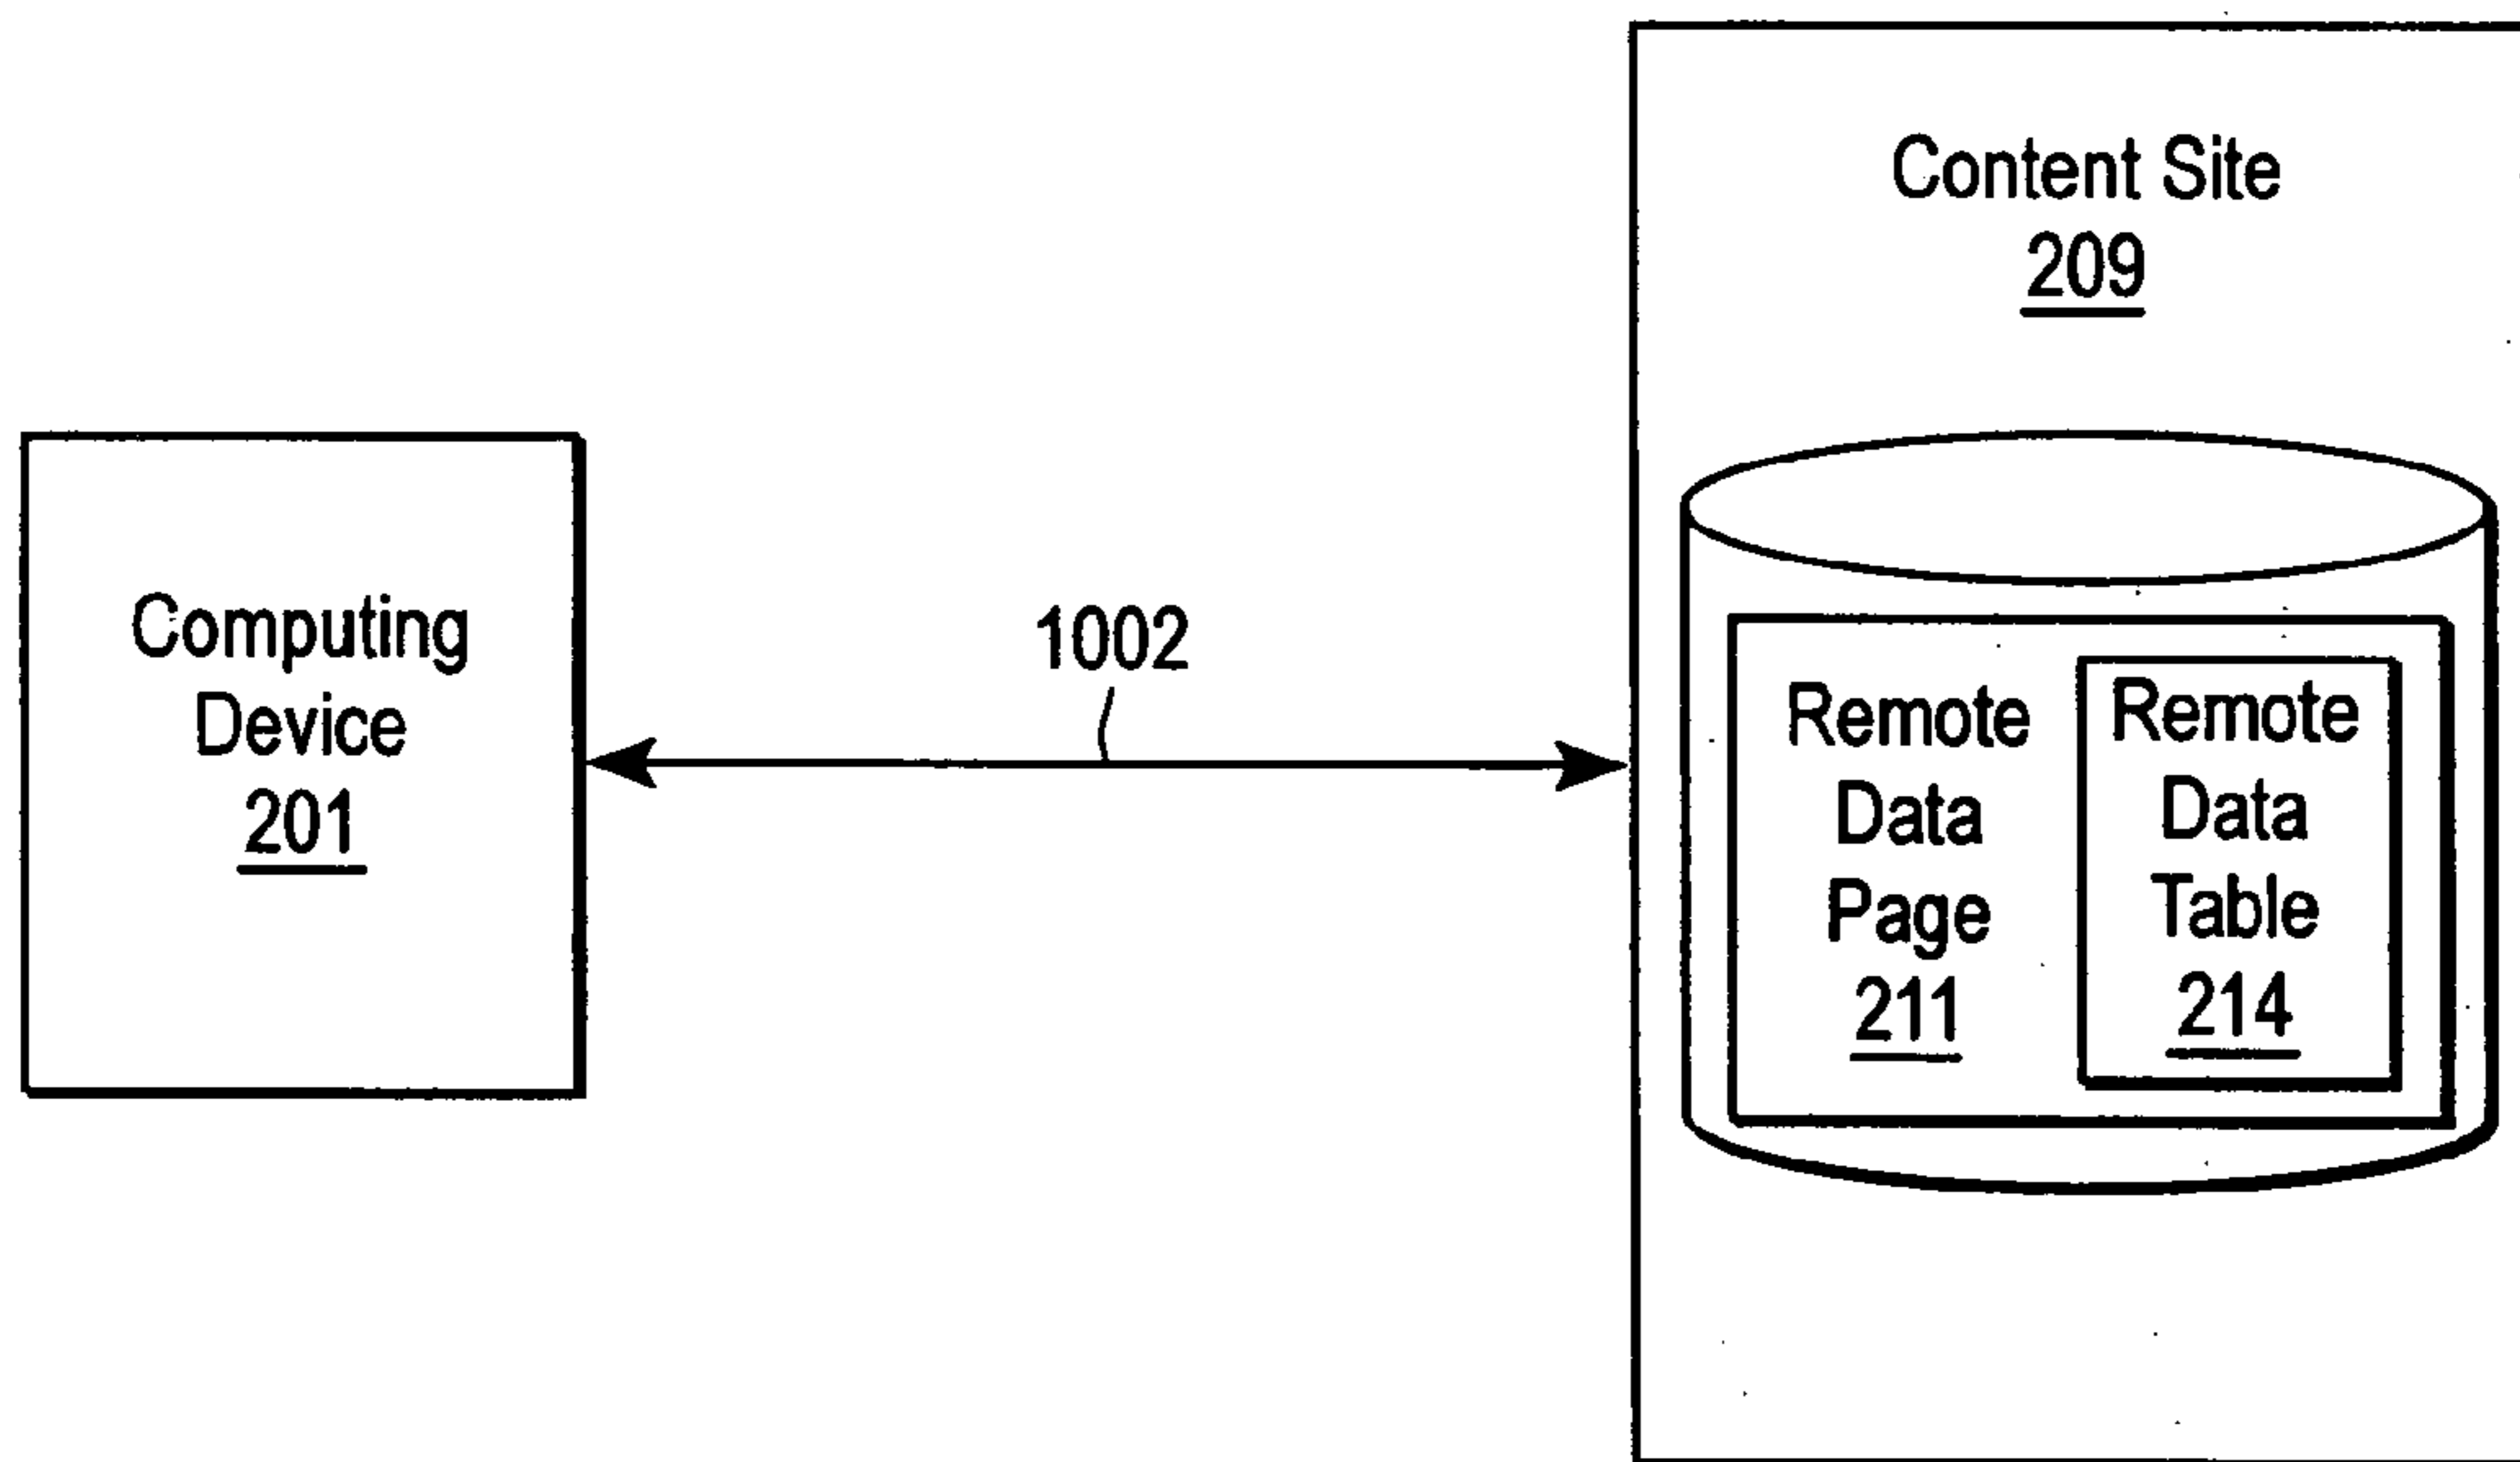 Content Site
209
Computing
Device
201
1002
Remote
Data
Page
211
Remote
Data
Table
214